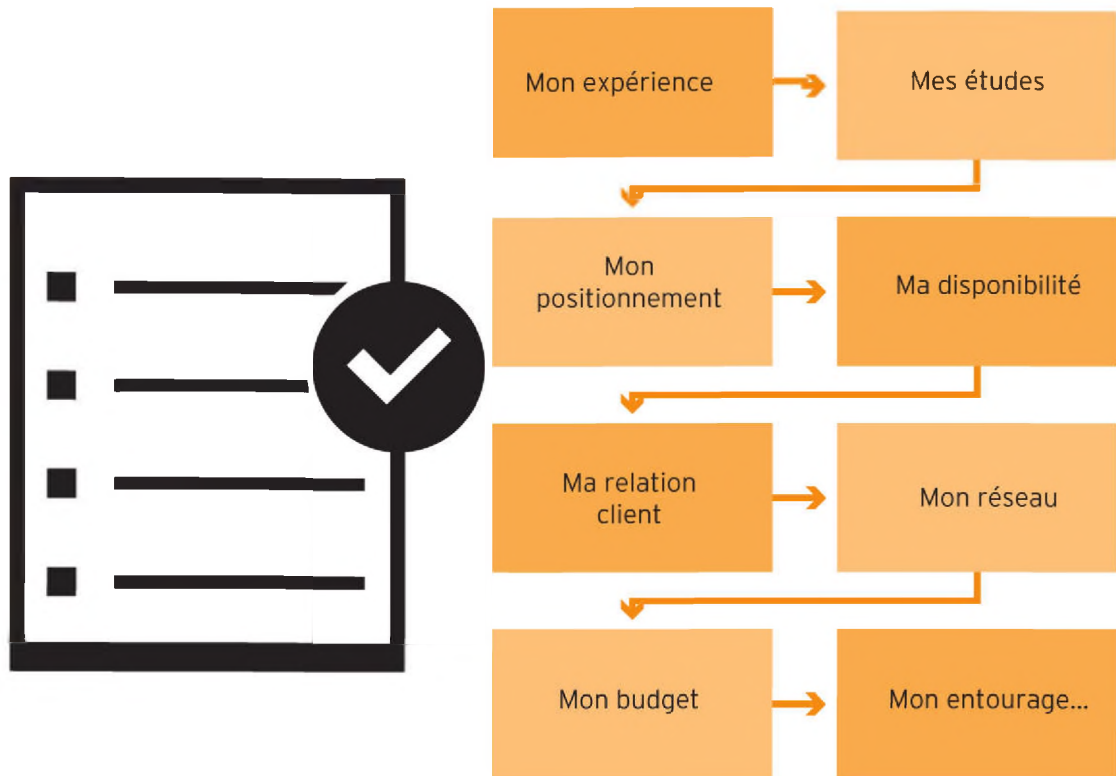 Mon expérience
Mes études
Mon
positionnement
Ma disponibilité
Ma relation
client
Mon réseau
Mon budget
Mon entourage...